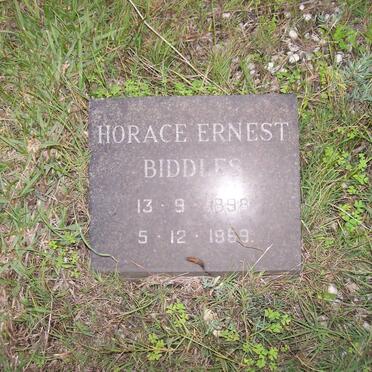 HORACE ERNEST
BIDDLES
13 · 9 · 1898
5 · 12 · 1969